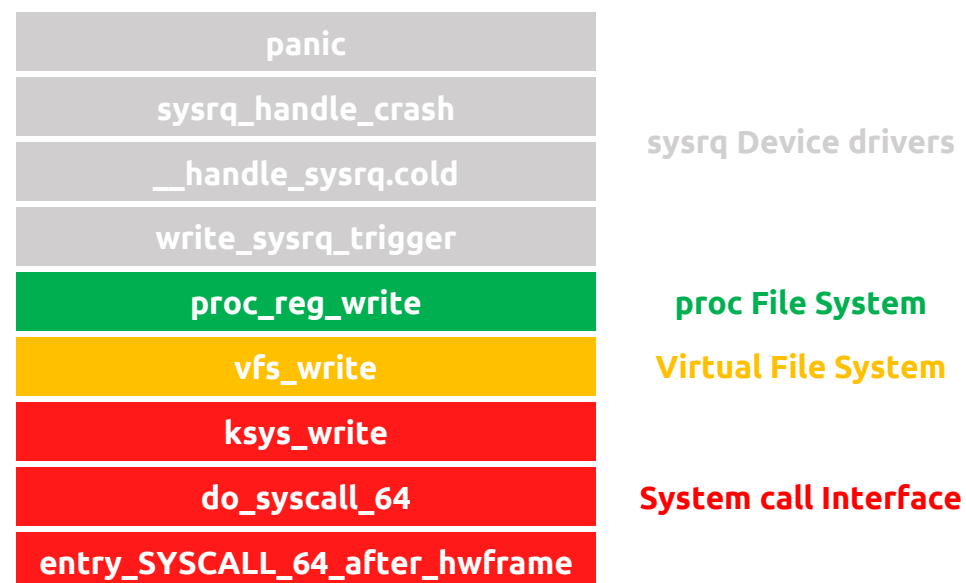 panic
sysrq_handle_crash
sysrq Device drivers
__handle_sysrq.cold
write_sysrq_trigger
proc_reg_write
proc File System
vfs_write
Virtual File System
ksys_write
do_syscall_64
System call Interface
entry_SYSCALL_64_after_hwframe